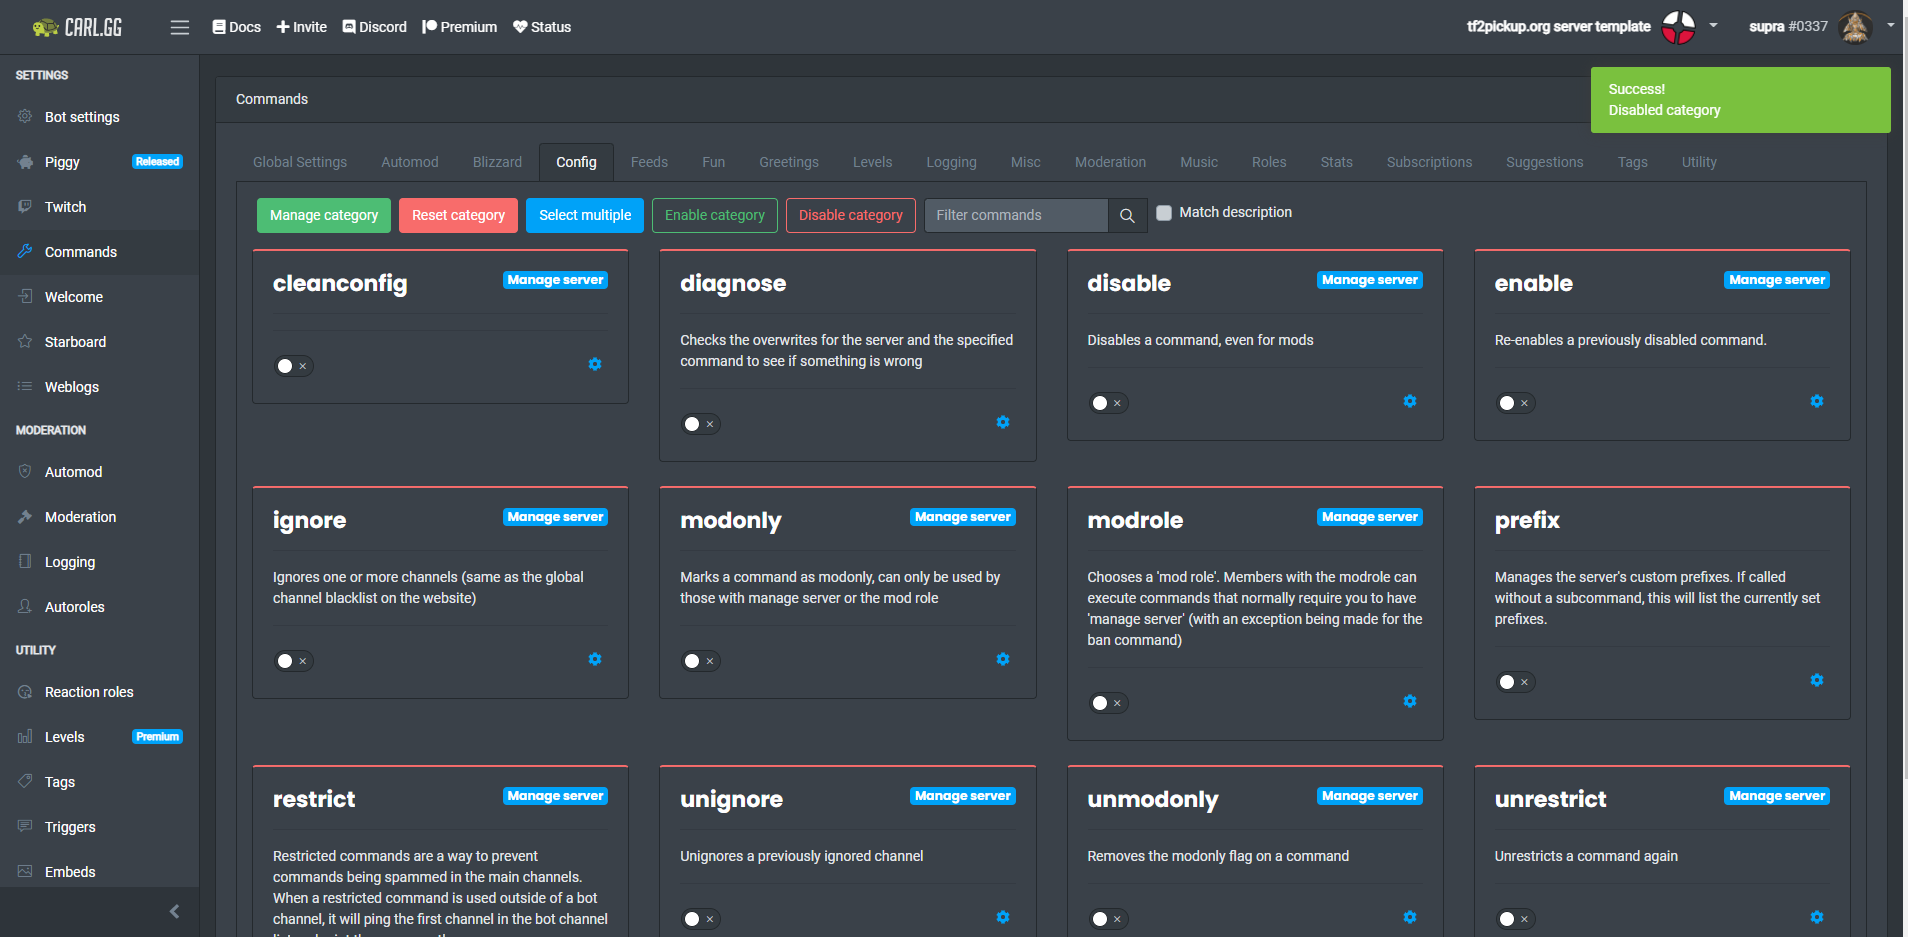 CARL.GG
Docs
Invite
Discord
Premium
Status
tf2pickup.org server template
supra #0337
Success!
Disabled category
SETTINGS
Bot settings
Piggy
Released
Twitch
Commands
Welcome
Starboard
Weblogs
MODERATION
Automod
Moderation
Logging
Autoroles
UTILITY
Reaction roles
Levels
Premium
Tags
Triggers
Embeds
Commands
Global Settings
Automod
Blizzard
Config
Feeds
Fun
Greetings
Levels
Logging
Misc
Moderation
Music
Roles
Stats
Subscriptions
Suggestions
Tags
Utility
Manage category
Reset category
Select multiple
Enable category
Disable category
Filter commands
Match description
cleanconfig
Manage server
diagnose
Checks the overwrites for the server and the specified
command to see if something is wrong
disable
Manage server
Disables a command, even for mods
enable
Manage server
Re-enables a previously disabled command.
ignore
Manage server
Ignores one or more channels (same as the global
channel blacklist on the website)
modonly
Manage server
Marks a command as modonly, can only be used by
those with manage server or the mod role
modrole
Manage server
Chooses a 'mod role'. Members with the modrole can
execute commands that normally require you to have
'manage server' (with an exception being made for the
ban command)
prefix
Manages the server's custom prefixes. If called
without a subcommand, this will list the currently set
prefixes.
restrict
Manage server
Restricted commands are a way to prevent
commands being spammed in the main channels.
When a restricted command is used outside of a bot
channel, it will ping the first channel in the bot channel
unignore
Manage server
Unignores a previously ignored channel
unmodonly
Manage server
Removes the modonly flag on a command
unrestrict
Manage server
Unrestricts a command again